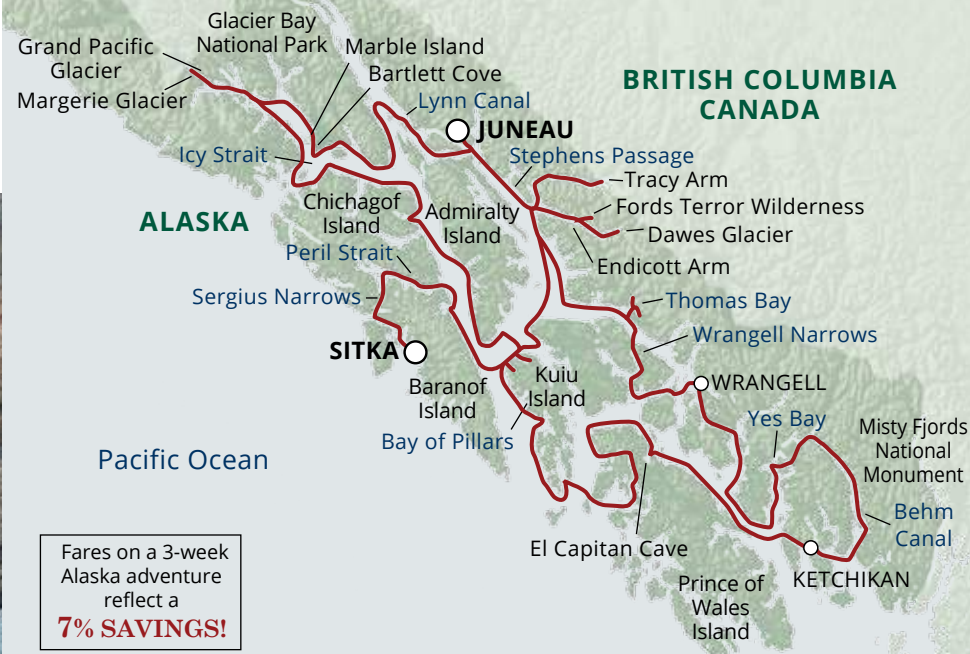 Glacier Bay
National Park
Grand Pacific
Glacier
Margerie Glacier
Marble Island
Bartlett Cove
Lynn Canal
BRITISH COLUMBIA
CANADA
JUNEAU
Icy Strait
Stephens Passage
Tracy Arm
Fords Terror Wilderness
Dawes Glacier
Endicott Arm
ALASKA
Chichagof
Island
Admiralty
Island
Peril Strait
Sergius Narrows
Thomas Bay
Wrangell Narrows
SITKA
Baranof
Island
Kuiu
Island
WRANGELL
Bay of Pillars
Yes Bay
Misty Fjords
National
Monument
Pacific Ocean
Behm
Canal
El Capitan Cave
KETCHIKAN
Prince of
Wales
Island
Fares on a 3-week
Alaska adventure
reflect a
7% SAVINGS!